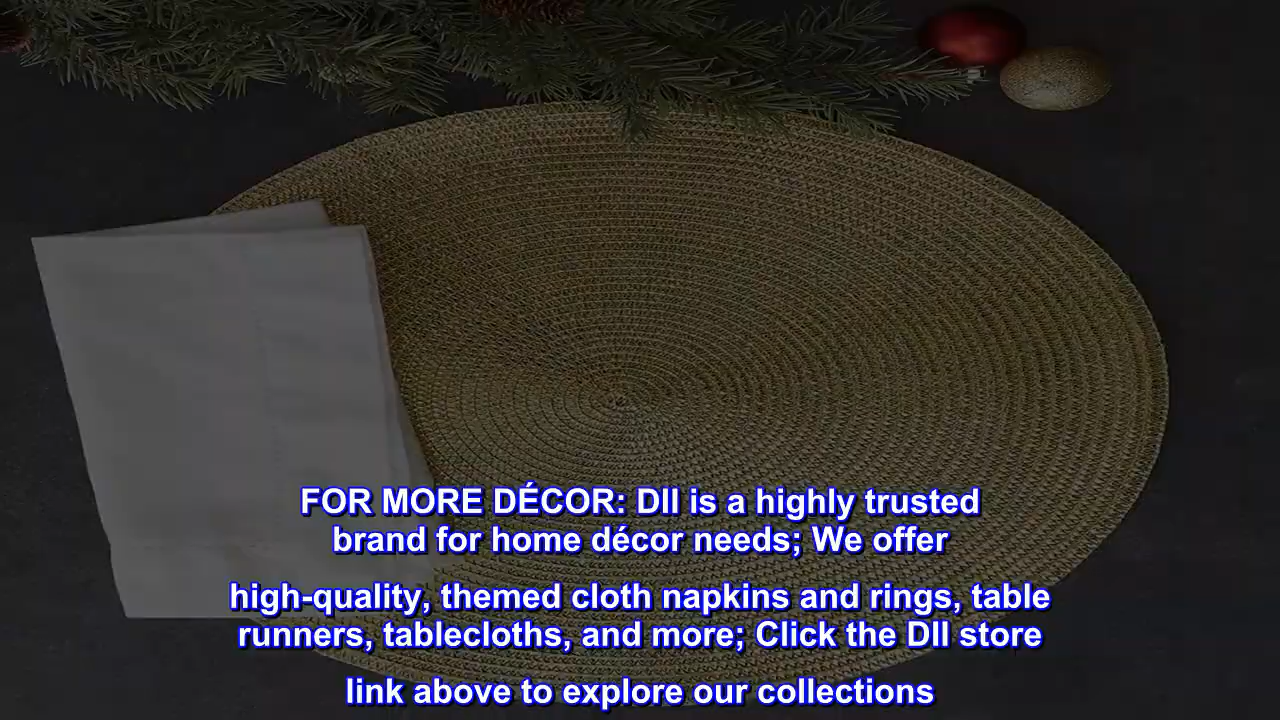 FOR MORE DÉCOR: DII is a highly trusted
brand for home décor needs; We offer
high-quality, themed cloth napkins and rings, table
runners, tablecloths, and more; Click the DII store
link above to explore our collections